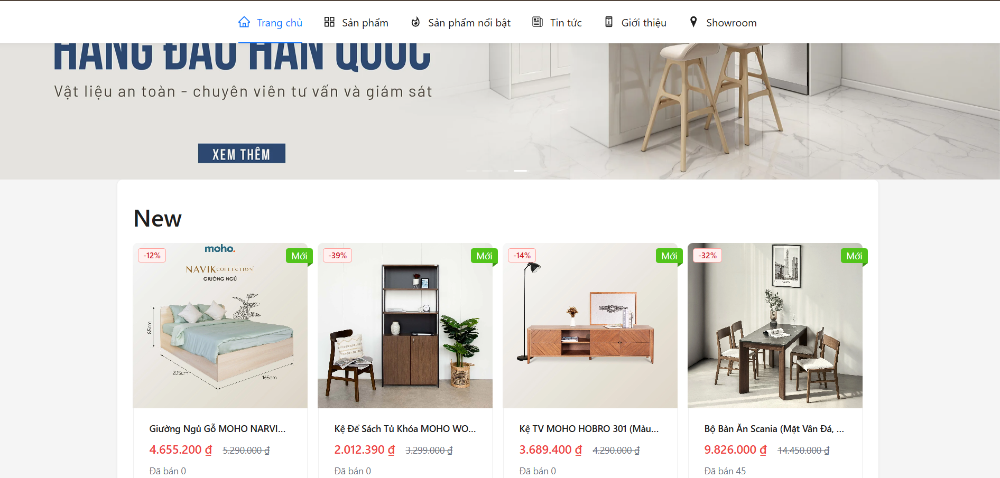 Trang chủ
Sản phẩm
Sản phẩm nổi bật
Tin tức
Giới thiệu
Showroom
HÀNG ĐẦU HÀN QUỐC
Vật liệu an toàn - chuyên viên tư vấn và giám sát
XEM THÊM
New
-12%
Mới
moho.
NAVIK COLLECTION
GIƯỜNG NGỦ
85cm
205cm
165cm
Giường Ngủ Gỗ MOHO NARVI...
4.655.200 ₫ 5.290.000 ₫
Đã bán 0
-39%
Mới
Kệ Để Sách Tủ Khóa MOHO WO...
2.012.390 ₫ 3.299.000 ₫
Đã bán 0
-14%
Mới
Kệ TV MOHO HOBRO 301 (Màu...
3.689.400 ₫ 4.290.000 ₫
Đã bán 0
-32%
Mới
Bộ Bàn Ăn Scania (Mặt Vân Đá, ...
9.826.000 ₫ 14.450.000 ₫
Đã bán 45